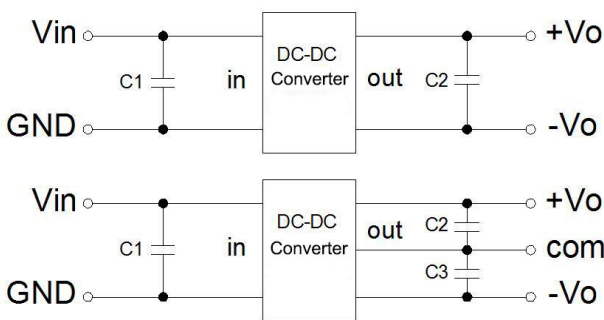 Vin
+Vo
DC-DC
Converter
C1
in
out
C2
GND
-Vo
Vin
+Vo
DC-DC
Converter
C1
in
out
C2
com
C3
GND
-Vo